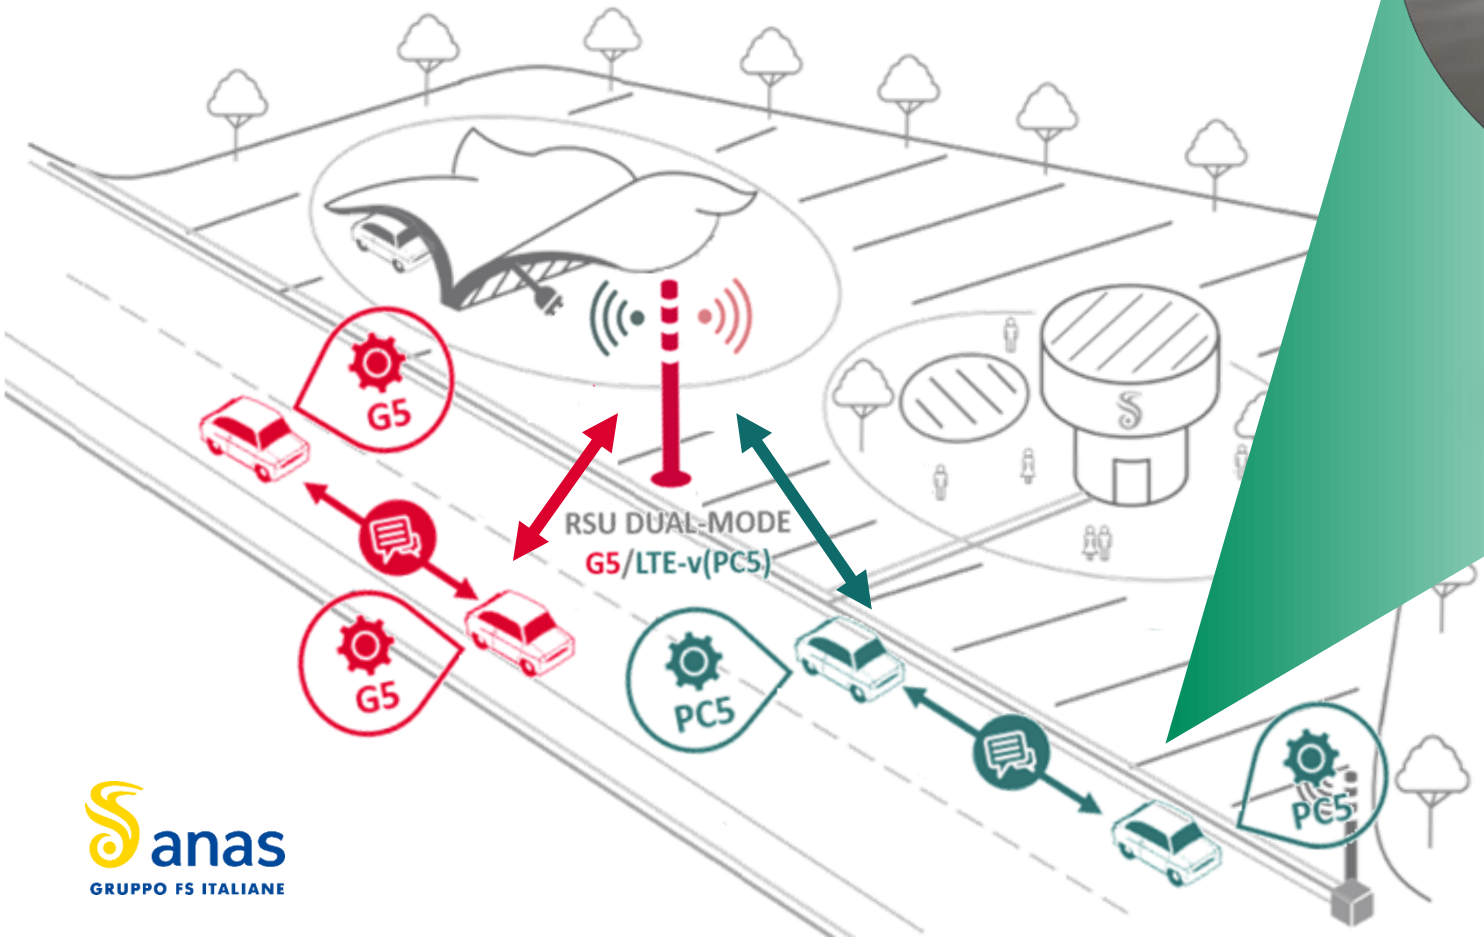 G5
RSU DUAL-MODE
G5/LTE-v(PC5)
G5
PC5
PC5
anas
GRUPPO FS ITALIANE